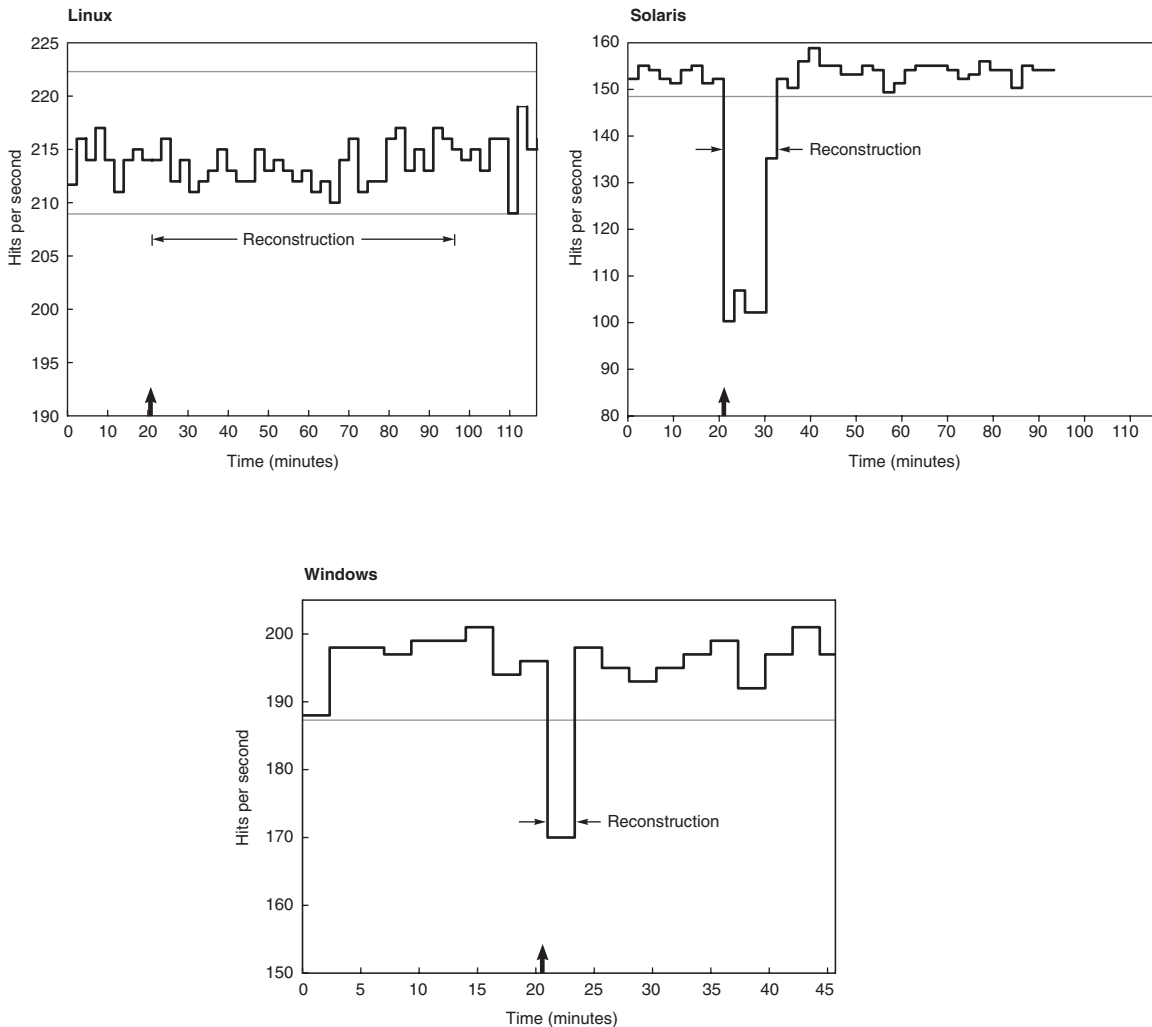 Linux
225
220
215
210
205
200
195
190
Hits per second
Reconstruction
0 10 20 30 40 50 60 70 80 90 100 110
Time (minutes)
Solaris
160
150
140
130
120
110
100
90
80
Hits per second
Reconstruction
0 10 20 30 40 50 60 70 80 90 100 110
Time (minutes)
Windows
200
190
180
170
160
150
Hits per second
Reconstruction
0 5 10 15 20 25 30 35 40 45
Time (minutes)